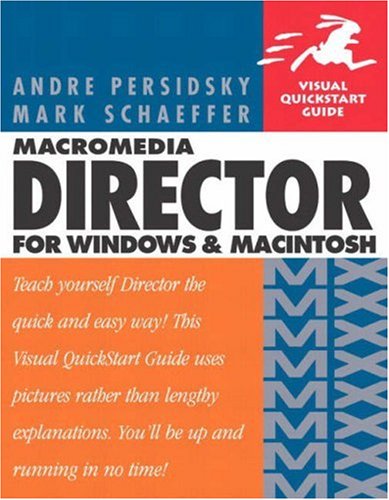 ANDRE PERSIDSKY
MARK SCHAEFFER
VISUAL
QUICKSTART
GUIDE
MACROMEDIA
DIRECTOR
FOR WINDOWS & MACINTOSH
Teach yourself Director the
quick and easy way! This
Visual QuickStart Guide uses
pictures rather than lengthy
explanations. You'll be up and
running in no time!
MX
MX
MX
MX